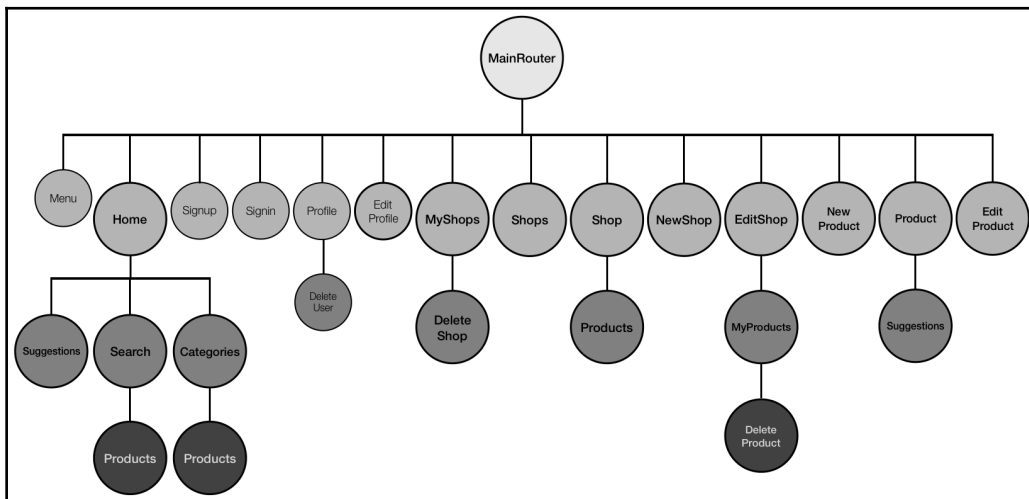 MainRouter
Menu
Home
Signup
Signin
Profile
Edit
Profile
MyShops
Shops
Shop
NewShop
EditShop
New
Product
Product
Edit
Product
Delete
User
Suggestions
Search
Categories
Delete
Shop
Products
MyProducts
Suggestions
Products
Products
Delete
Product